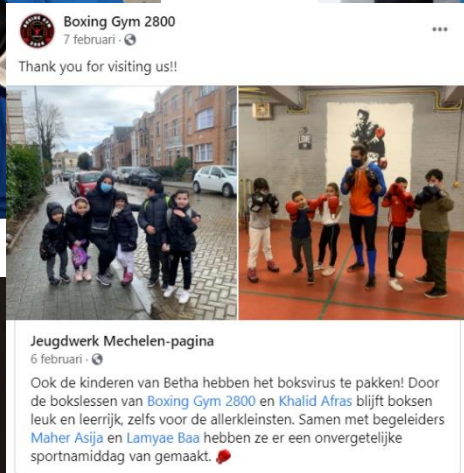 Boxing Gym 2800
7 februari ·
Thank you for visiting us!!
Jeugdwerk Mechelen-pagina
6 februari ·
Ook de kinderen van Betha hebben het boksvirus te pakken! Door
de bokslessen van Boxing Gym 2800 en Khalid Afras blijft boksen
leuk en leerrijk, zelfs voor de allerkleinsten. Samen met begeleiders
Maher Asija en Lamyae Baa hebben ze er een onvergetelijke
sportnamiddag van gemaakt. 🥊